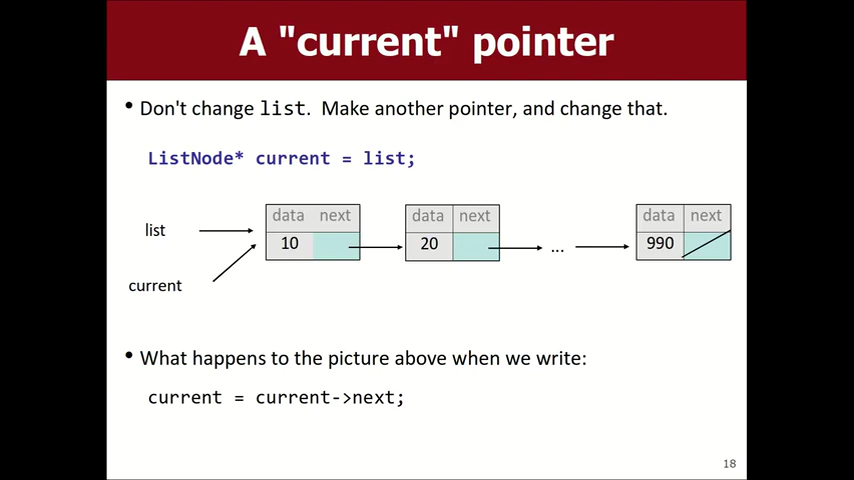 A "current" pointer
• Don't change list. Make another pointer, and change that.
ListNode* current = list;
data next data next data next
list
10 20 ... 990
current
• What happens to the picture above when we write:
current = current->next;
18